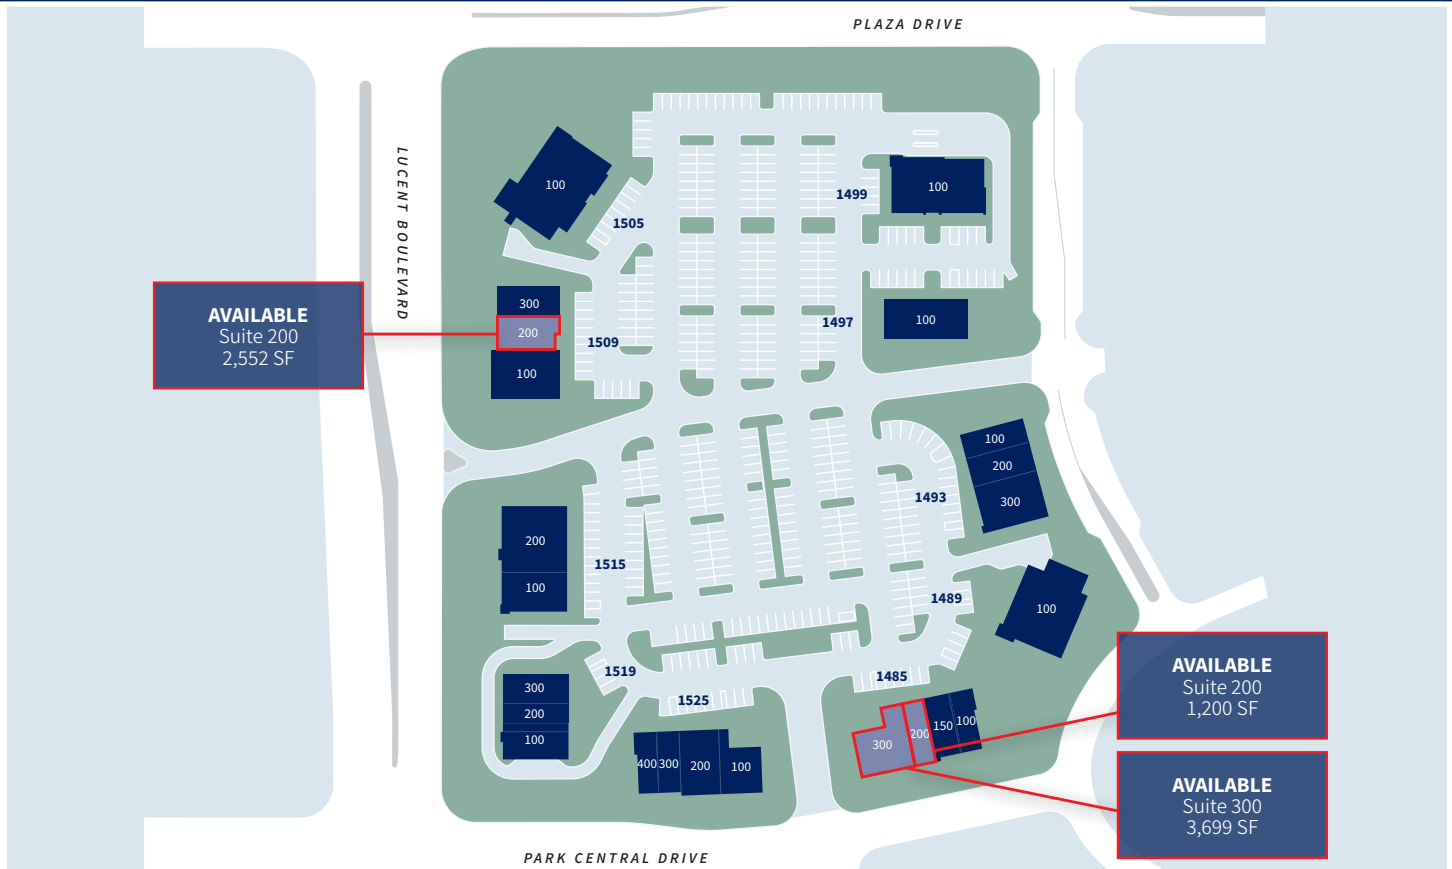 PLAZA DRIVE
LUCENT BOULEVARD
100
1505
1499
100
300
200
100
1509
1497
100
AVAILABLE
Suite 200
2,552 SF
100
200
300
1493
200
100
1515
1489
100
1519
300
200
100
1525
400
300
200
100
1485
300
200
150
100
AVAILABLE
Suite 200
1,200 SF
AVAILABLE
Suite 300
3,699 SF
PARK CENTRAL DRIVE